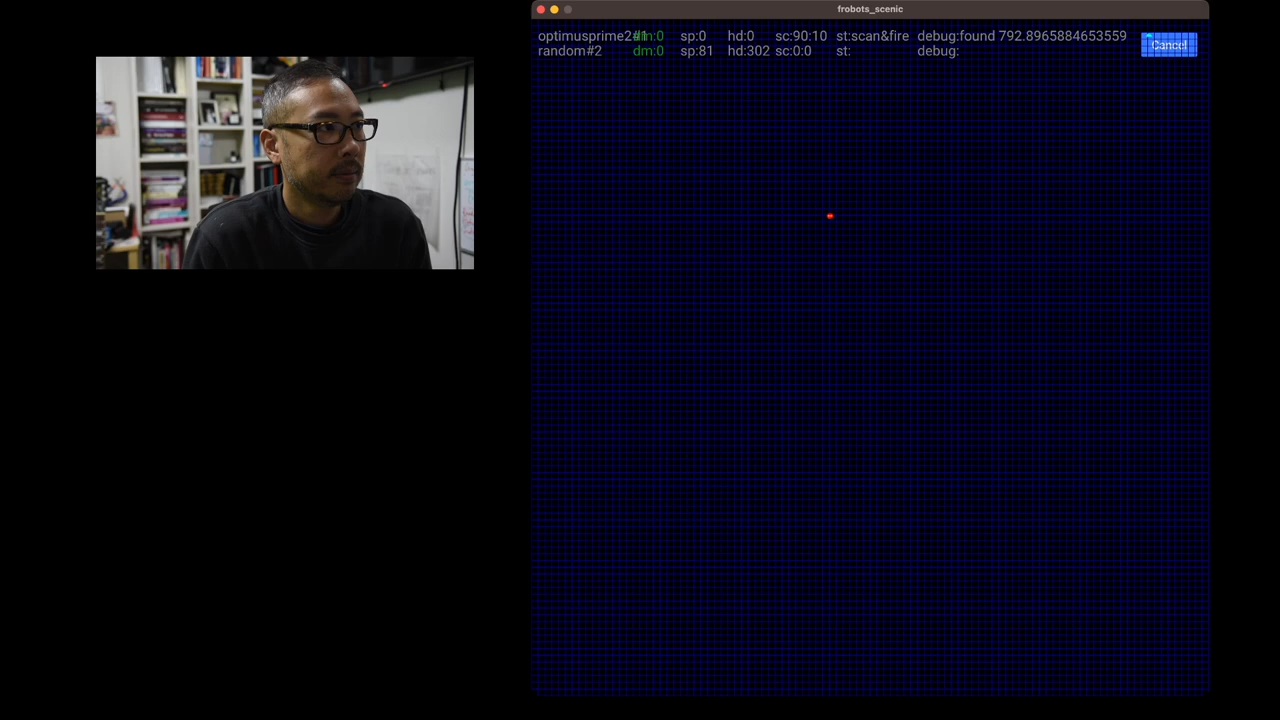 frobots_scenic
optimusprime2#1 dm:0 sp:0 hd:0 sc:90:10 st:scan&fire debug:found 792.8965884653559
random#2 dm:0 sp:81 hd:302 sc:0:0 st: debug:
Cancel